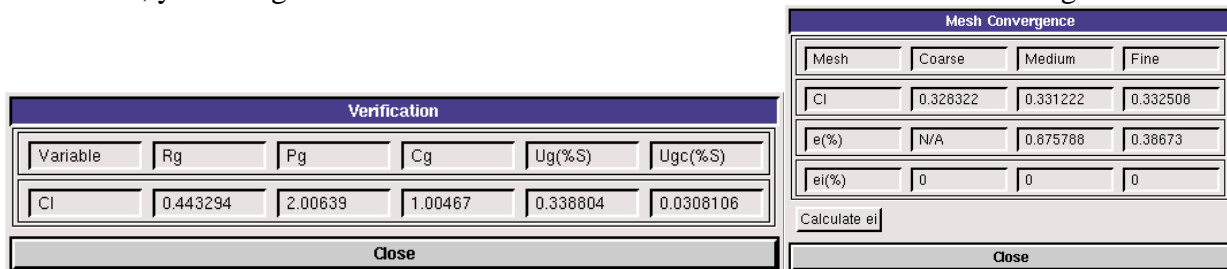 Mesh Convergence
Mesh Coarse Medium Fine
Cl 0.328322 0.331222 0.332508
e(%) N/A 0.875788 0.38673
ei(%) 0 0 0
Calculate ei
Close
Verification
Variable Rg Pg Cg Ug(%S) Ugc(%S)
Cl 0.443294 2.00639 1.00467 0.338804 0.0308106
Close